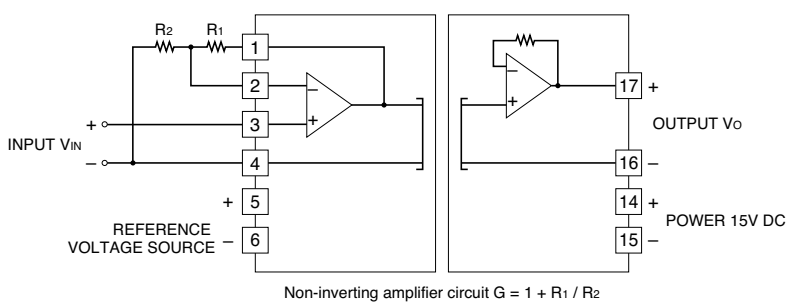 R2 R1
1
2
3
4
5
6
+
INPUT VIN
–
+
REFERENCE
VOLTAGE SOURCE –
–
+
–
+
17 +
OUTPUT VO
16 –
14 +
POWER 15V DC
15 –
Non-inverting amplifier circuit G = 1 + R1 / R2